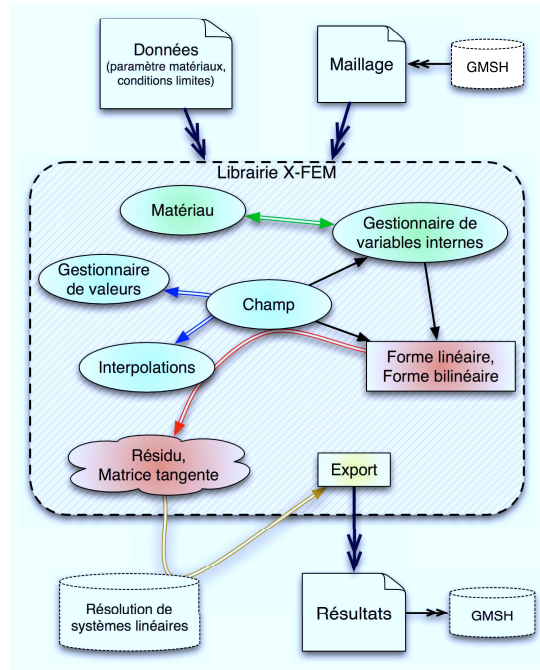 Données
(paramètre matériaux,
conditions limites)
Maillage
GMSH
Librairie X-FEM
Matériau
Gestionnaire de
variables internes
Gestionnaire
de valeurs
Champ
Interpolations
Forme linéaire,
Forme bilinéaire
Résidu,
Matrice tangente
Export
Résolution de
systèmes linéaires
Résultats
GMSH